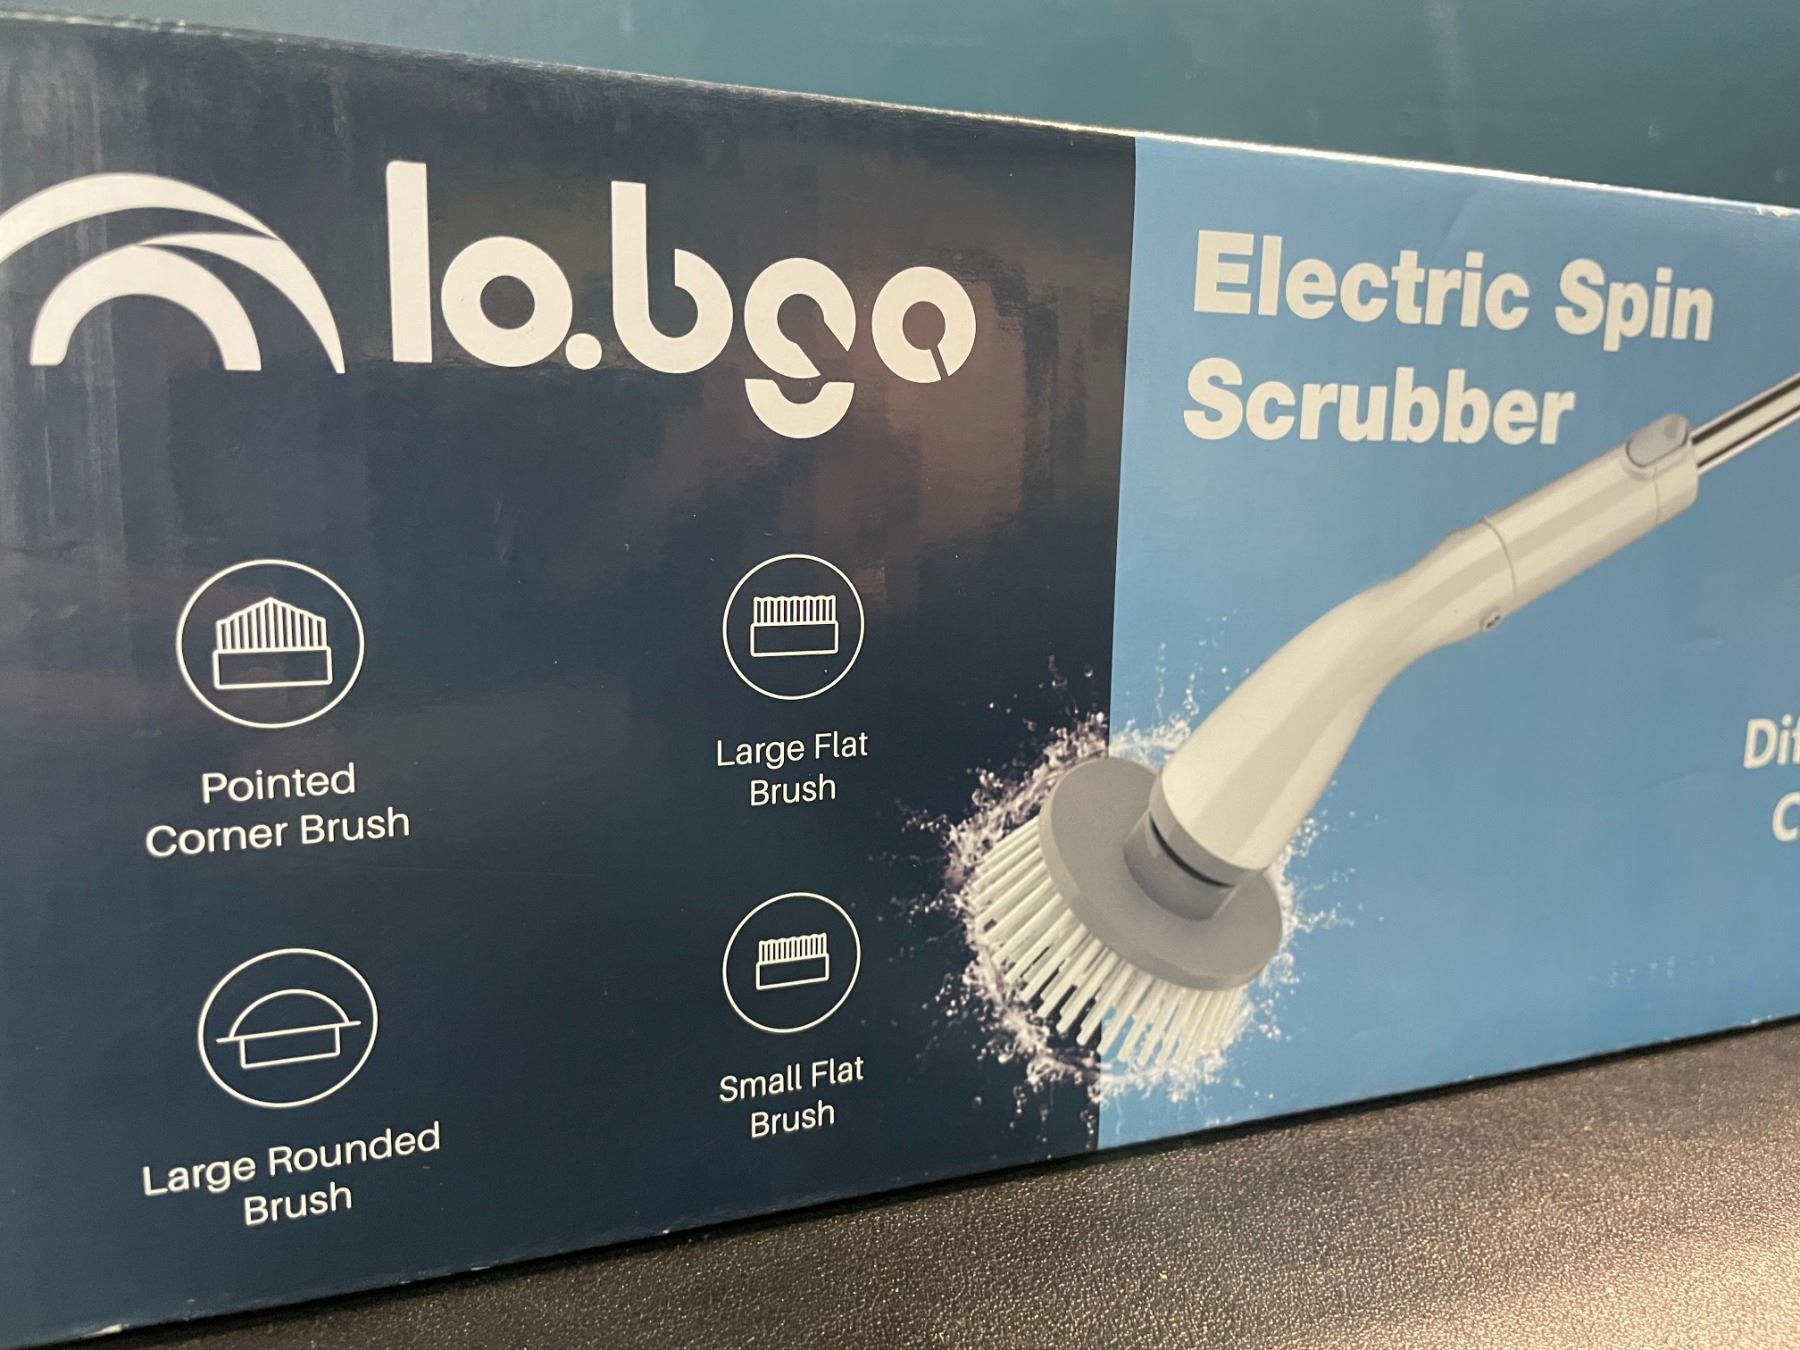 lo.bgo
Electric Spin
Scrubber
Pointed
Corner Brush
Large Flat
Brush
Large Rounded
Brush
Small Flat
Brush